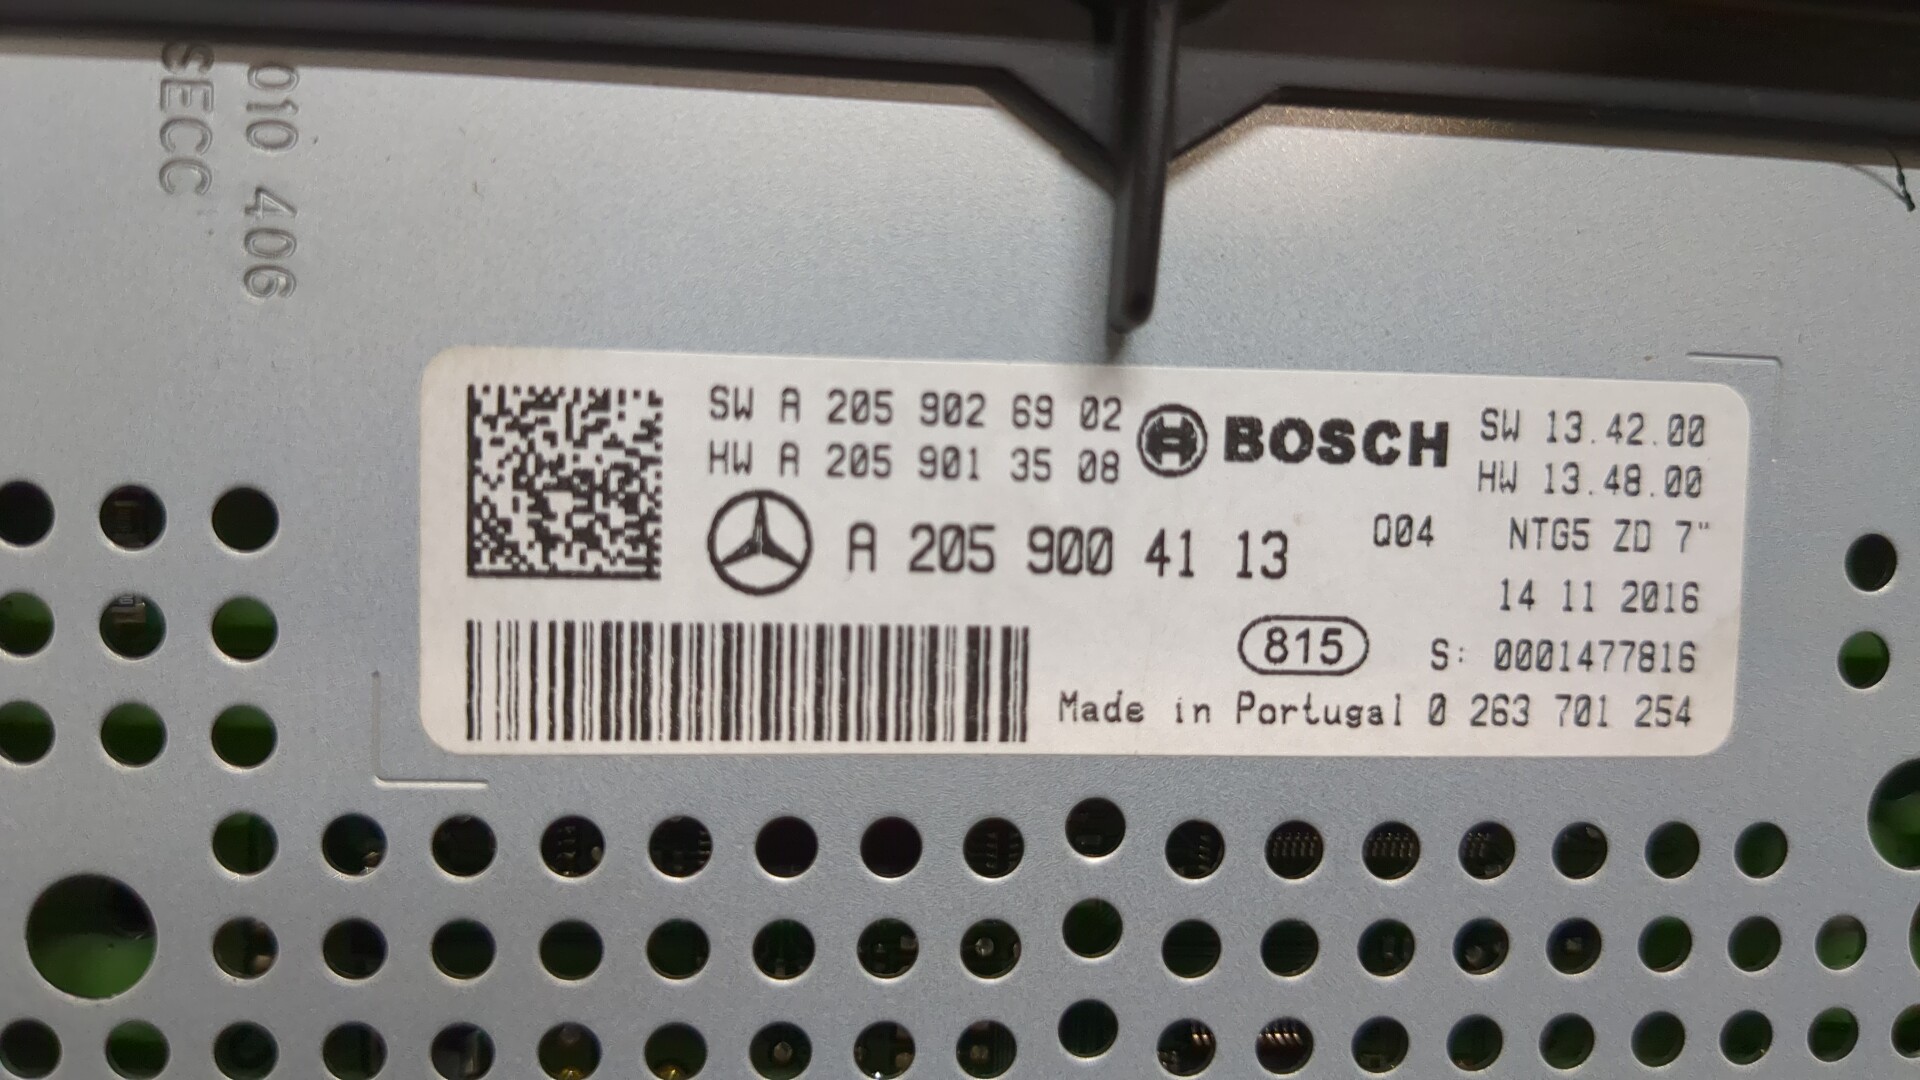 010 406
SECC
SW A 205 902 69 02
HW A 205 901 35 08
BOSCH
SW 13.42.00
HW 13.48.00
A 205 900 41 13
Q04 NTG5 ZD 7"
14 11 2016
815
S: 0001477816
Made in Portugal 0 263 701 254